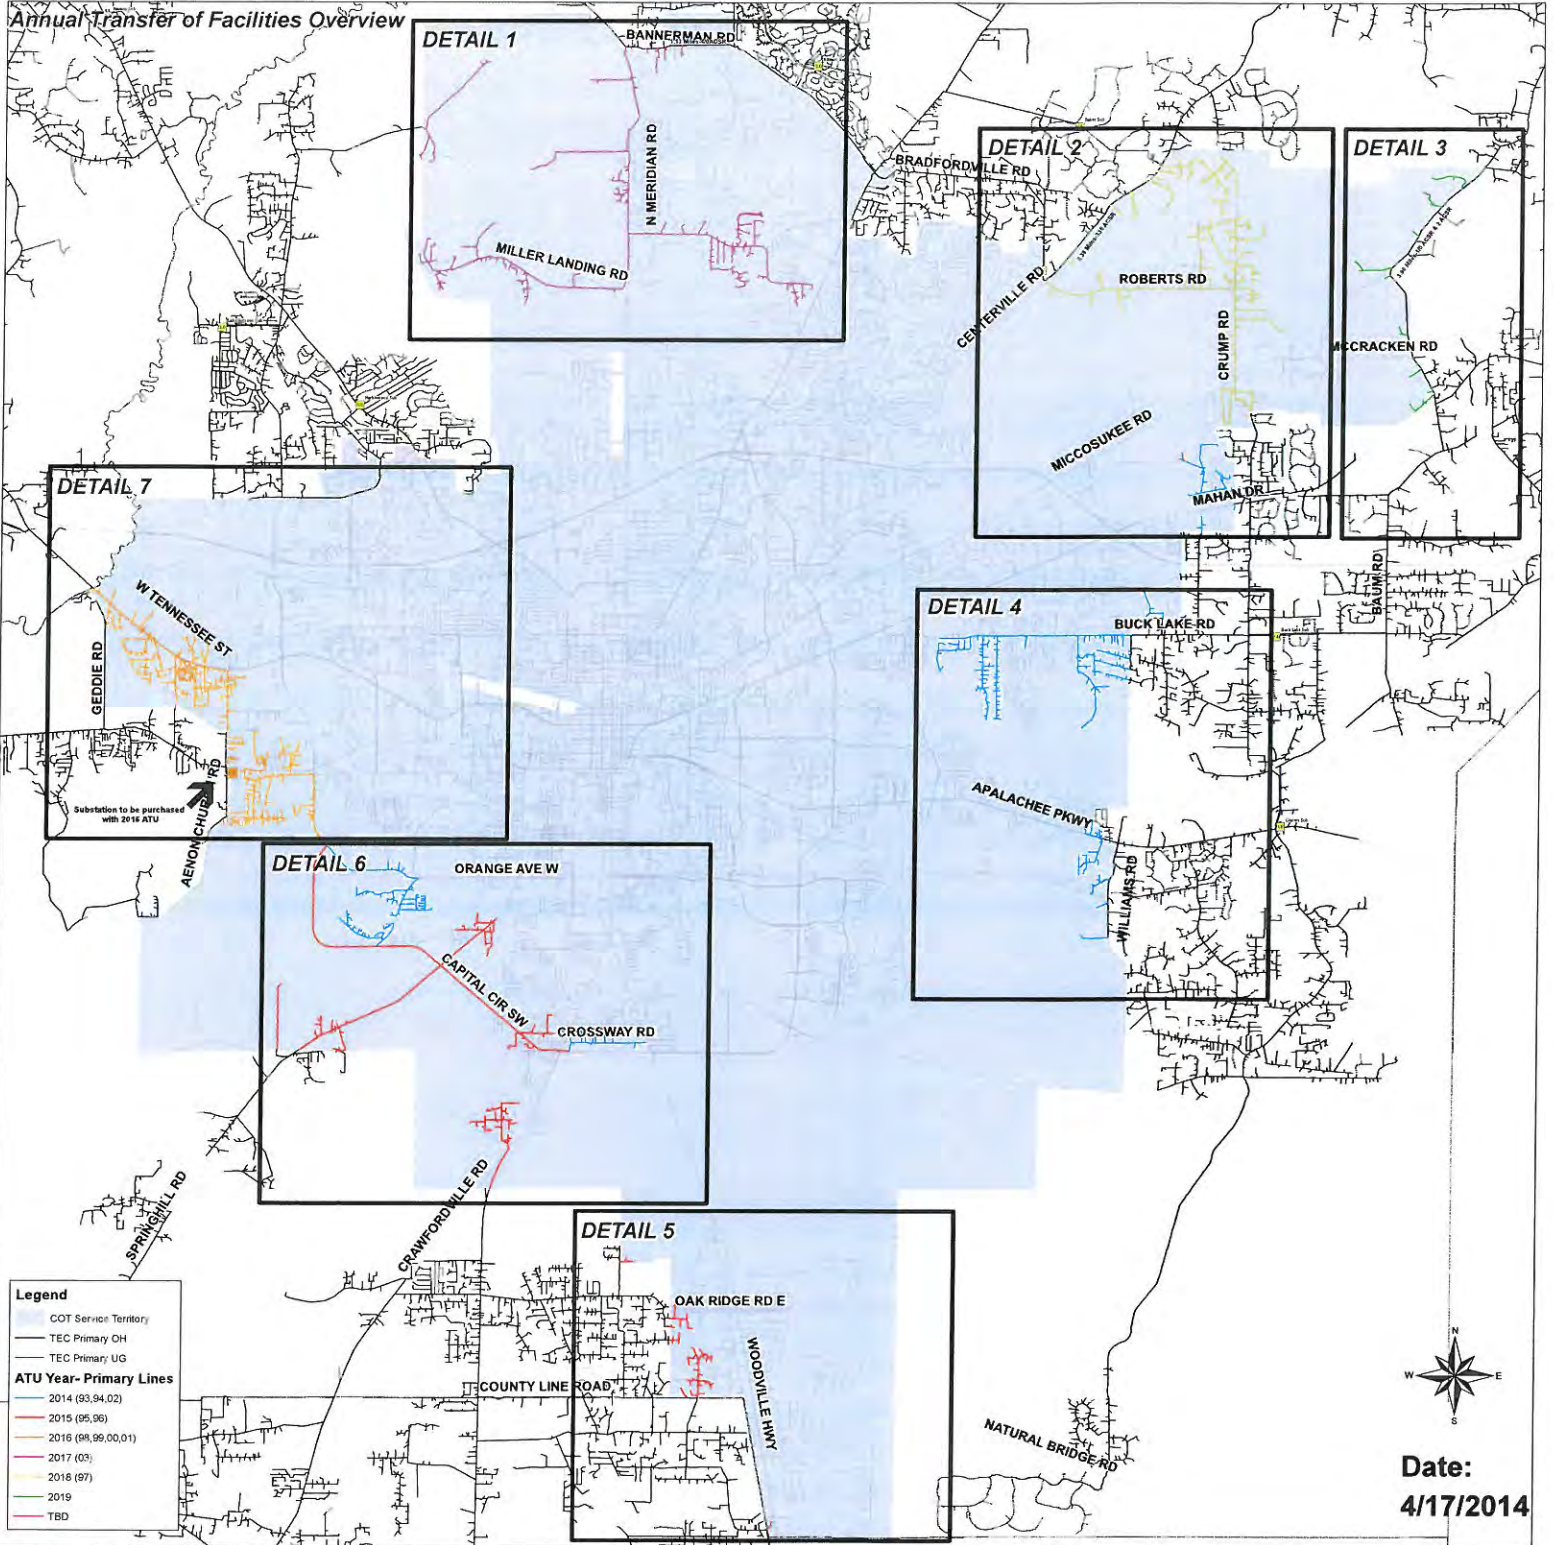 Annual Transfer of Facilities Overview
DETAIL 1
BANNERMAN RD
N MERIDIAN RD
MILLER LANDING RD
BRADFORDVILLE RD
DETAIL 2
DETAIL 3
CENTERVILLE RD
ROBERTS RD
CRUMP RD
MCCRACKEN RD
MICCOSUKEE RD
MAHAN DR
BAUM RD
DETAIL 7
W TENNESSEE ST
GEDDIE RD
Substation to be purchased
with 2016 ATU
AENON CHURCH RD
DETAIL 4
BUCK LAKE RD
APALACHEE PKWY
WILLIAMS RD
DETAIL 6
ORANGE AVE W
CAPITAL CIR SW
CROSSWAY RD
SPRINGHILL RD
CRAWFORDVILLE RD
DETAIL 5
OAK RIDGE RD E
WOODVILLE HWY
COUNTY LINE ROAD
NATURAL BRIDGE RD
Legend
COT Service Territory
TEC Primary OH
TEC Primary UG
ATU Year- Primary Lines
2014 (93,94,02)
2015 (95,96)
2016 (98,99,00,01)
2017 (03)
2018 (97)
2019
TBD
N
W
E
S
Date:
4/17/2014